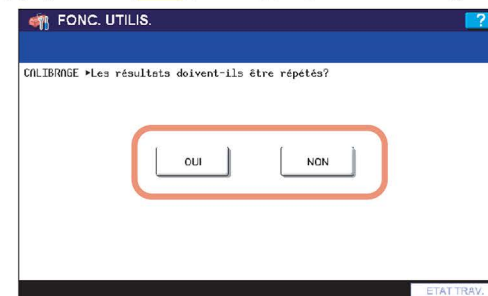 FONC. UTILIS.
?
CALIBRAGE ▶Les résultats doivent-ils être répétés?
OUI
NON
ETAT TRAV.